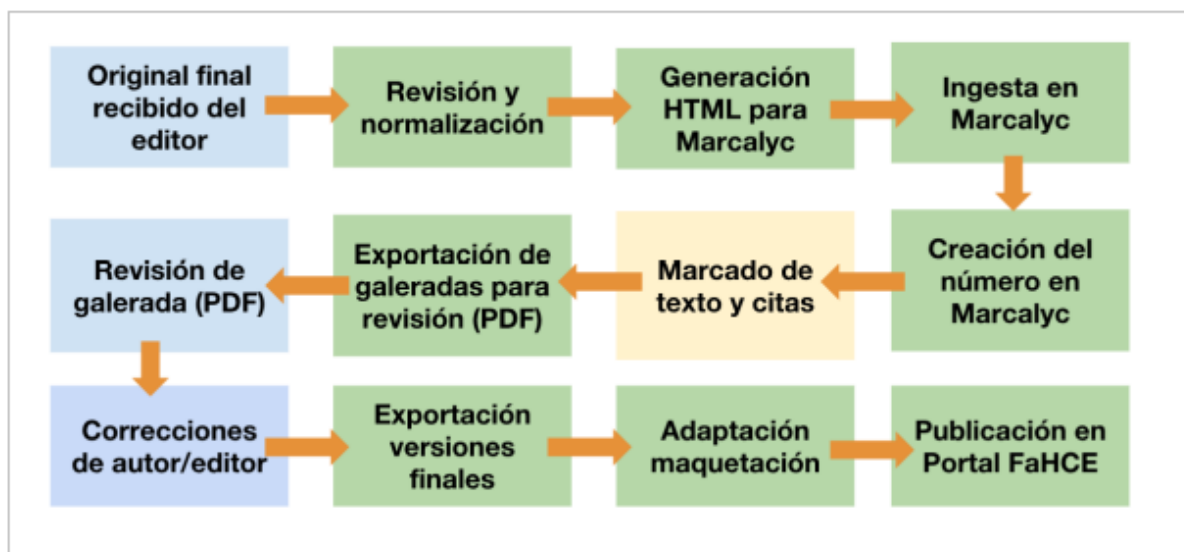 Original final
recibido del
editor
Revisión y
normalización
Generación
HTML para
Marcalyc
Ingesta en
Marcalyc
Creación del
número en
Marcalyc
Marcado de
texto y citas
Exportación de
galeradas para
revisión (PDF)
Revisión de
galerada (PDF)
Correcciones
de autor/editor
Exportación
versiones
finales
Adaptación
maquetación
Publicación en
Portal FaHCE